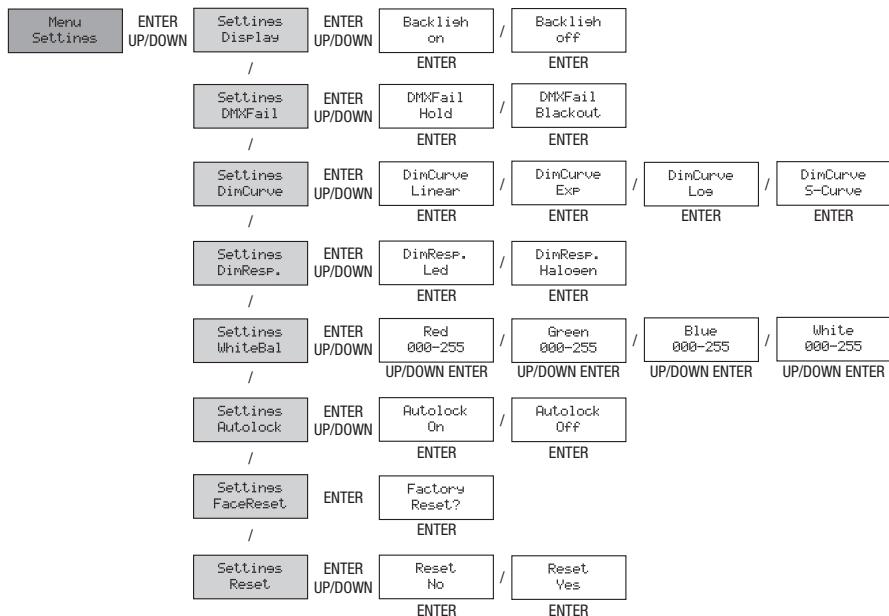 Menu
Settings
ENTER
UP/DOWN
Settings
Display
ENTER
UP/DOWN
Backligh
on
ENTER
/
Backligh
off
ENTER
/
Settings
DMXFail
ENTER
UP/DOWN
DMXFail
Hold
ENTER
/
DMXFail
Blackout
ENTER
/
Settings
DimCurve
ENTER
UP/DOWN
DimCurve
Linear
ENTER
/
DimCurve
Exp
ENTER
/
DimCurve
Log
ENTER
/
DimCurve
S-Curve
ENTER
/
Settings
DimResp.
ENTER
UP/DOWN
DimResp.
Led
ENTER
/
DimResp.
Halogen
ENTER
/
Settings
WhiteBal
ENTER
UP/DOWN
Red
000-255
UP/DOWN ENTER
/
Green
000-255
UP/DOWN ENTER
/
Blue
000-255
UP/DOWN ENTER
/
White
000-255
UP/DOWN ENTER
/
Settings
Autolock
ENTER
UP/DOWN
Autolock
On
ENTER
/
Autolock
Off
ENTER
/
Settings
FaceReset
ENTER
Factory
Reset?
ENTER
/
Settings
Reset
ENTER
UP/DOWN
Reset
No
ENTER
/
Reset
Yes
ENTER